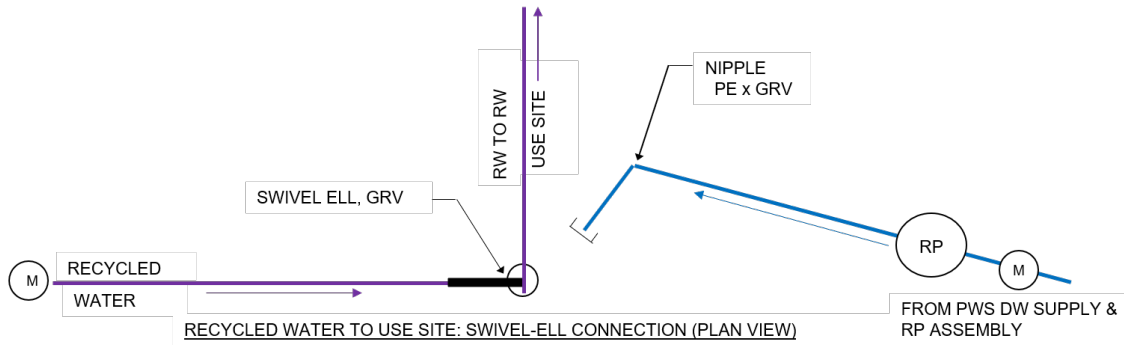 RW TO RW
USE SITE
NIPPLE
PE x GRV
SWIVEL ELL, GRV
RP
M
RECYCLED
M
WATER
FROM PWS DW SUPPLY &
RP ASSEMBLY
RECYCLED WATER TO USE SITE: SWIVEL-ELL CONNECTION (PLAN VIEW)